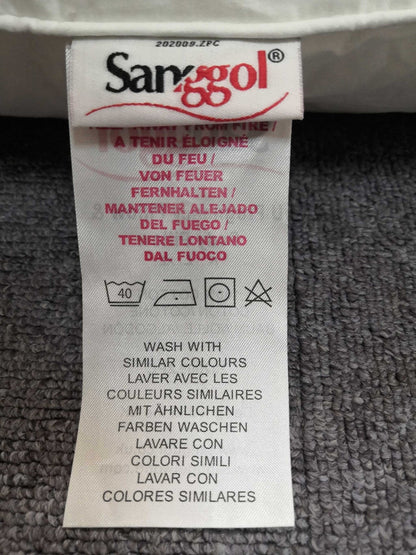 202009.ZPC
Sanggol®
FROM FIRE /
A TENIR ÉLOIGNÉ
DU FEU /
VON FEUER
FERNHALTEN /
MANTENER ALEJADO
DEL FUEGO /
TENERE LONTANO
DAL FUOCO
40
WASH WITH
SIMILAR COLOURS
LAVER AVEC LES
COULEURS SIMILAIRES
MIT ÄHNLICHEN
FARBEN WASCHEN
LAVARE CON
COLORI SIMILI
LAVAR CON
COLORES SIMILARES